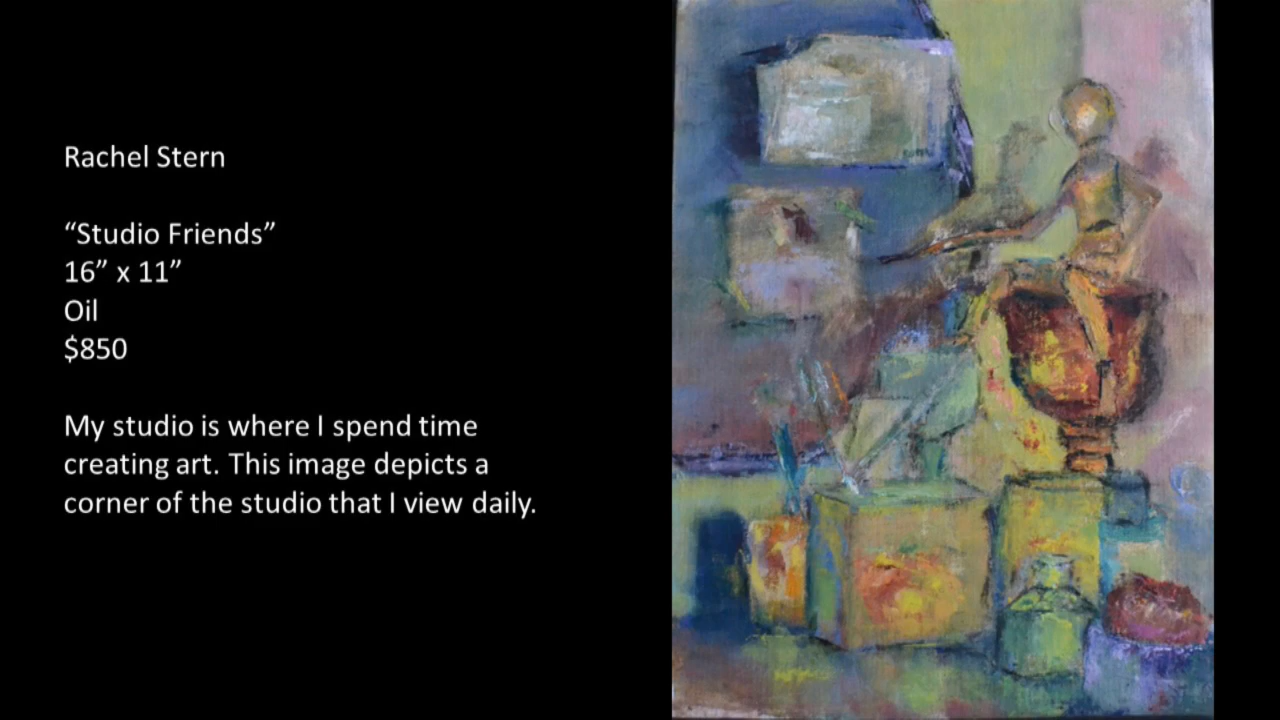 Rachel Stern
“Studio Friends”
16” x 11”
Oil
$850
My studio is where I spend time
creating art. This image depicts a
corner of the studio that I view daily.